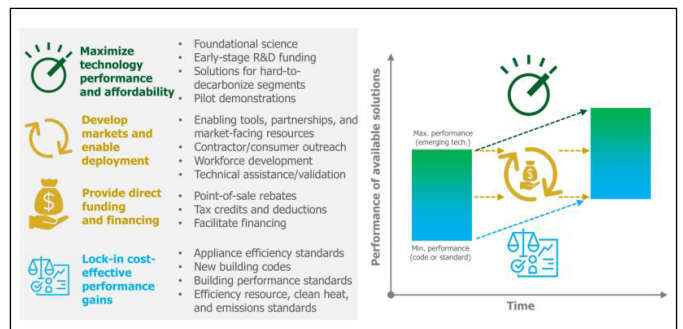 Maximize
technology
performance
and affordability
• Foundational science
• Early-stage R&D funding
• Solutions for hard-to-
decarbonize segments
• Pilot demonstrations
Develop
markets and
enable
deployment
• Enabling tools, partnerships, and
market-facing resources
• Contractor/consumer outreach
• Workforce development
• Technical assistance/validation
Provide direct
funding
and financing
• Point-of-sale rebates
• Tax credits and deductions
• Facilitate financing
Lock-in cost-
effective
performance
gains
• Appliance efficiency standards
• New building codes
• Building performance standards
• Efficiency resource, clean heat,
and emissions standards
Performance of available solutions
Max. performance
(emerging tech.)
$
Min. performance
(code or standard)
Time